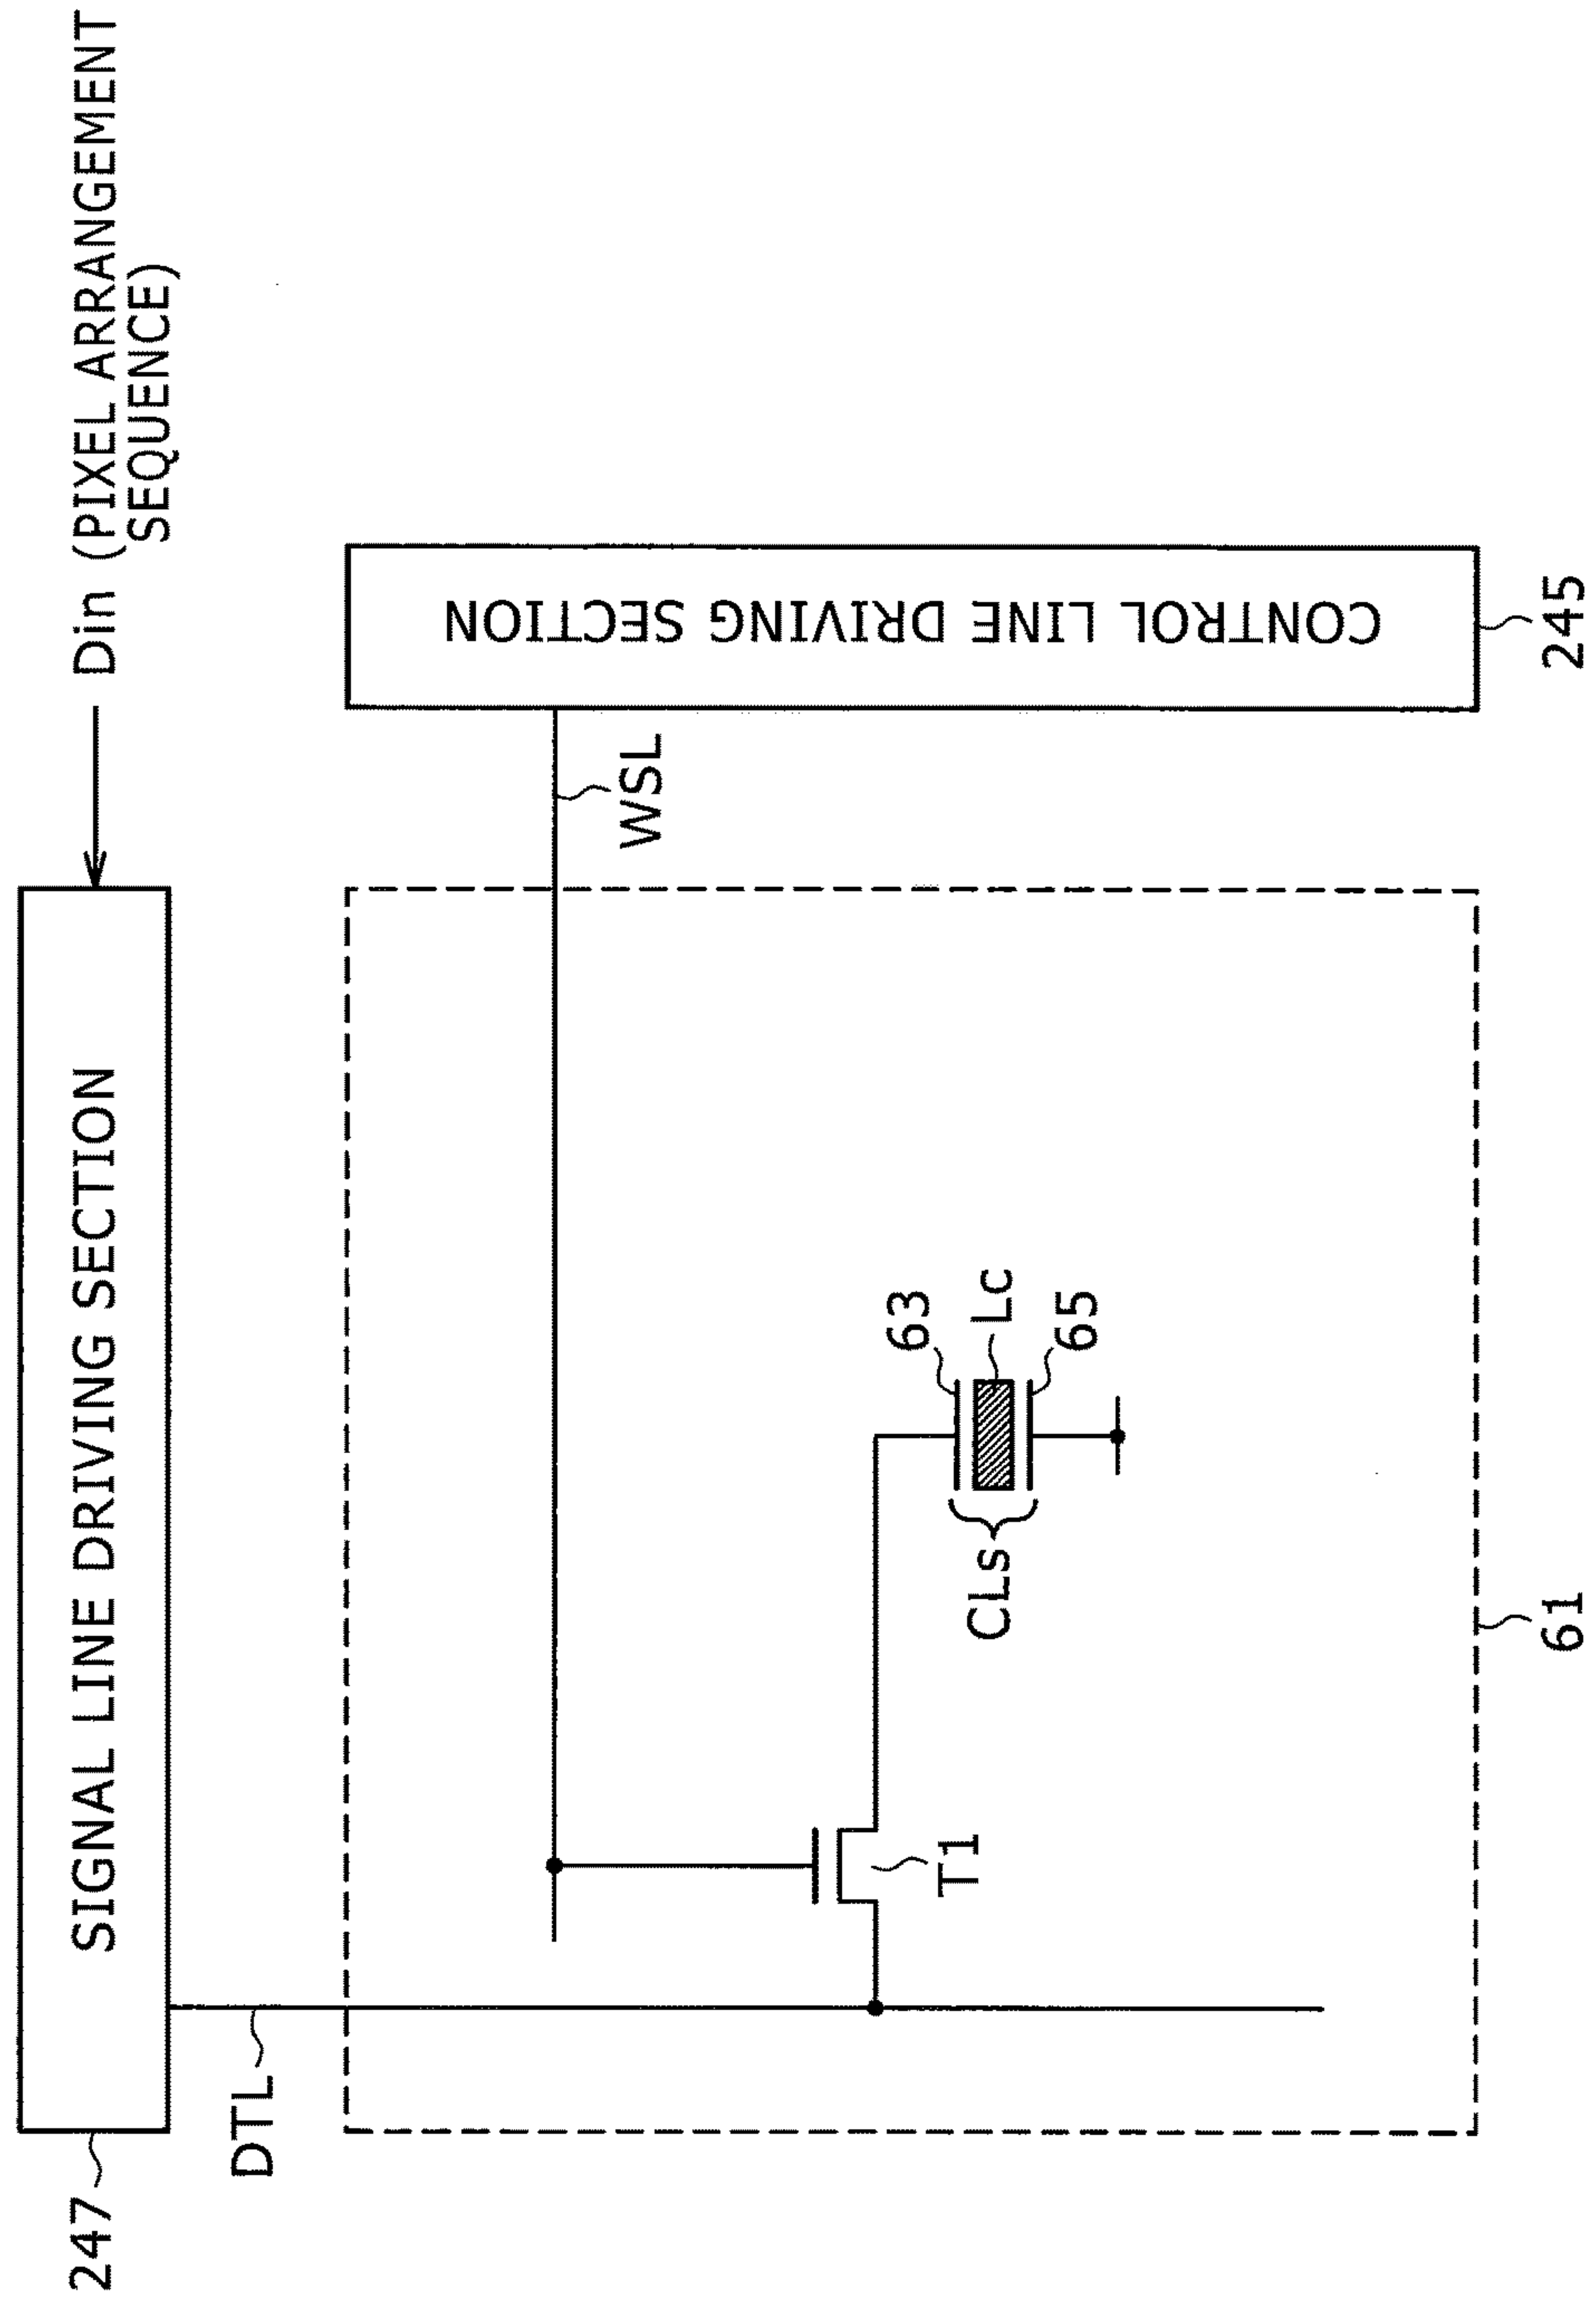 Din (PIXEL ARRANGEMENT
SEQUENCE)
247
SIGNAL LINE DRIVING SECTION
DTL
WSL
CONTROL LINE DRIVING SECTION
245
T1
CLs
63
Lc
65
61